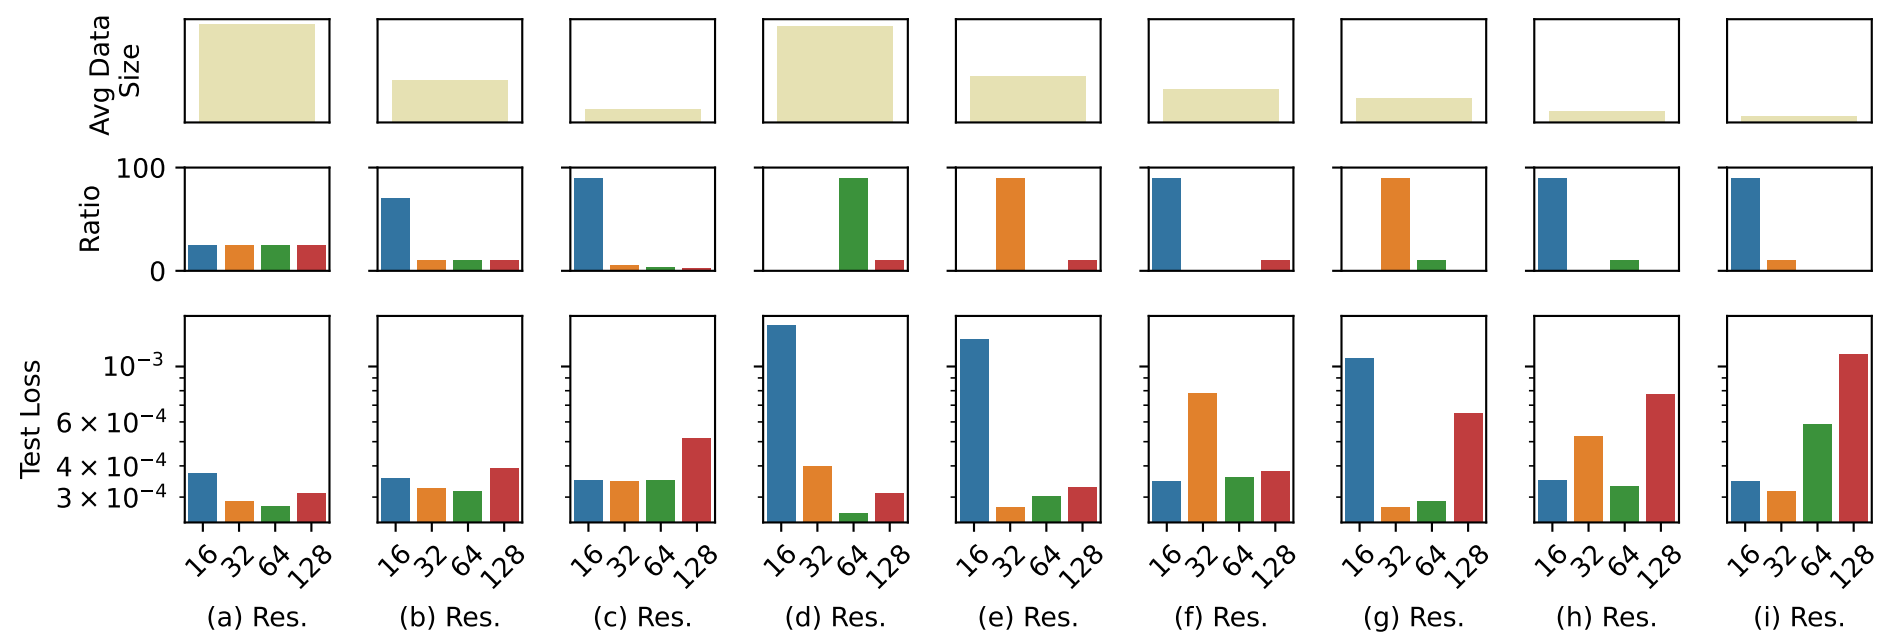 Avg Data
Size
Ratio
100
0
Test Loss
10⁻³
6 × 10⁻⁴
4 × 10⁻⁴
3 × 10⁻⁴
16 32 64 128 16 32 64 128 16 32 64 128 16 32 64 128 16 32 64 128 16 32 64 128 16 32 64 128 16 32 64 128 16 32 64 128
(a) Res. (b) Res. (c) Res. (d) Res. (e) Res. (f) Res. (g) Res. (h) Res. (i) Res.